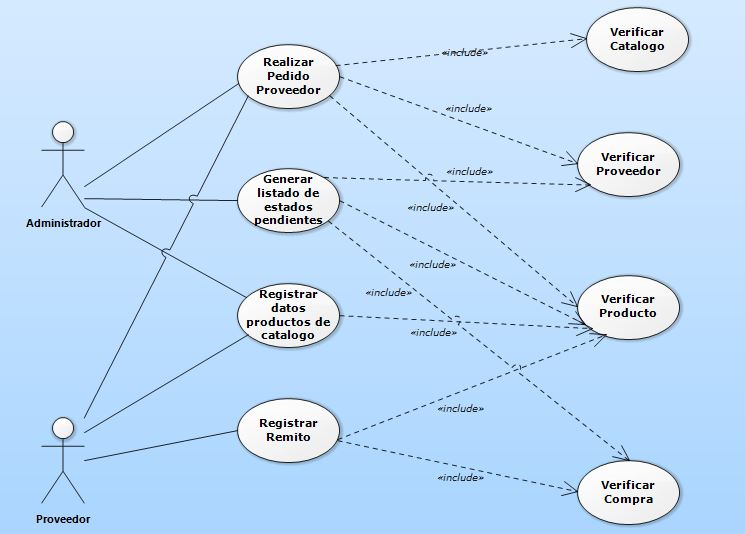 Verificar
Catalogo
Realizar
Pedido
Proveedor
«include»
«include»
Verificar
Proveedor
«include»
Generar
listado de
estados
pendientes
«include»
Administrador
«include»
«include»
Registrar
datos
productos de
catalogo
Verificar
Producto
«include»
«include»
Registrar
Remito
«include»
Verificar
Compra
Proveedor